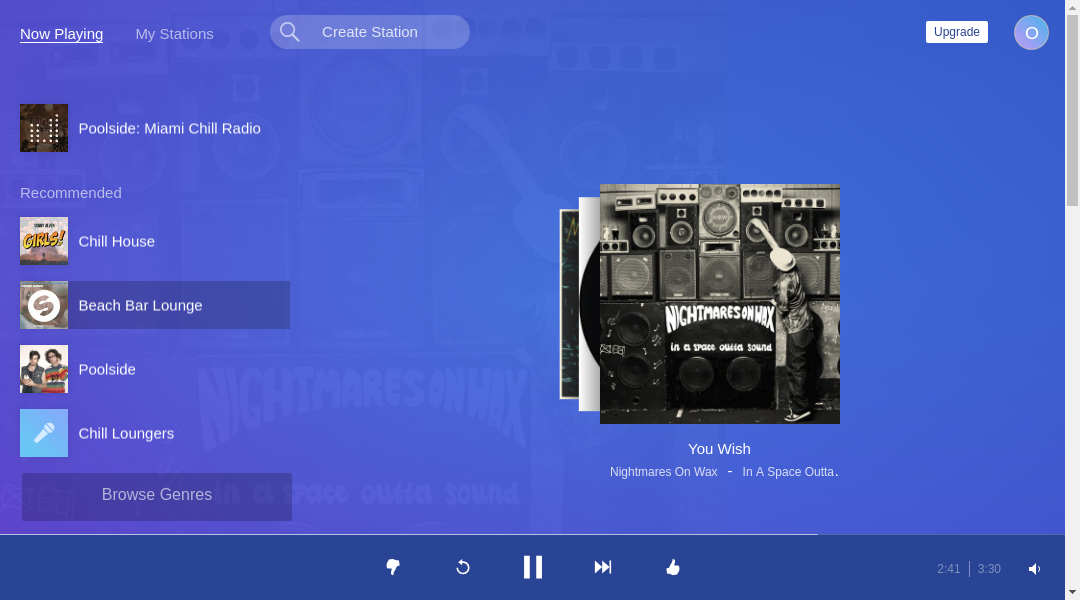 Now Playing
My Stations
Create Station
Upgrade
O
Poolside: Miami Chill Radio
Recommended
Chill House
Beach Bar Lounge
Poolside
Chill Loungers
Browse Genres
GIRLS!
NIGHTMARES ON WAX
in a space outta sound
You Wish
Nightmares On Wax - In A Space Outta.
2:41 | 3:30